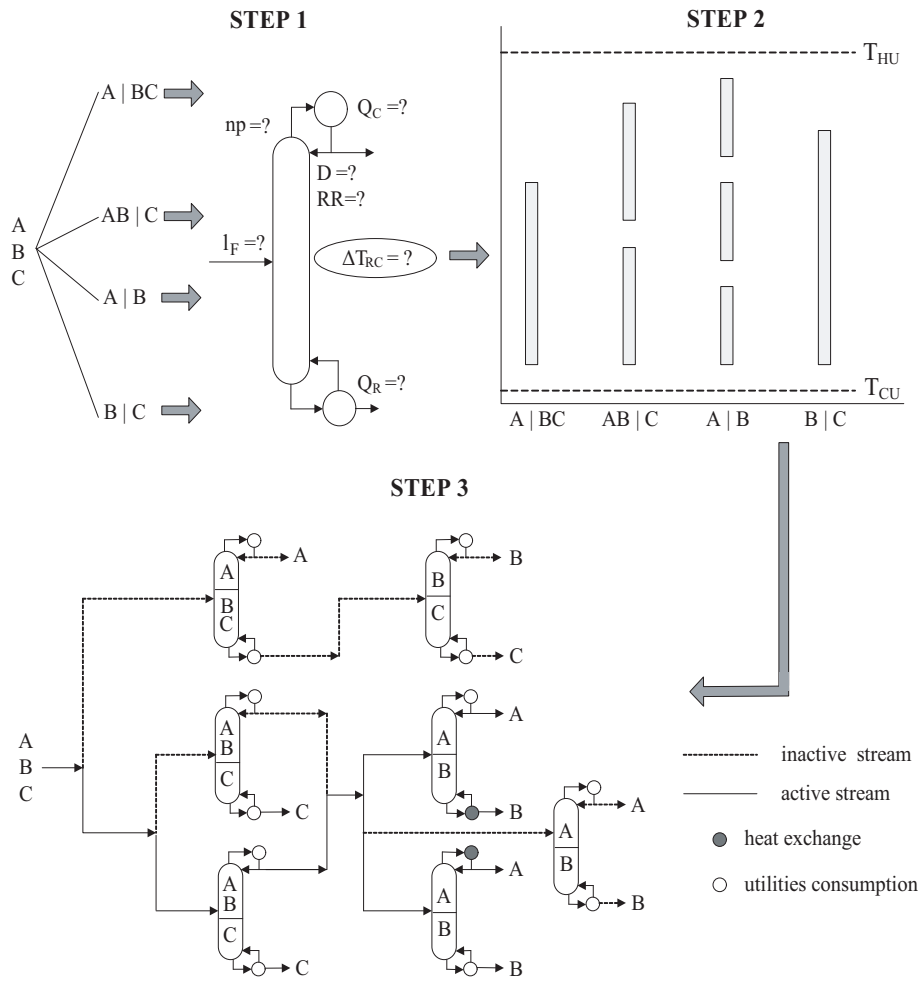 STEP 1
A
B
C
A | BC
AB | C
A | B
B | C
np =?
Q_C =?
D =?
RR=?
1_F =?
ΔT_RC = ?
Q_R =?
STEP 2
T_HU
T_CU
A | BC
AB | C
A | B
B | C
STEP 3
A
B
C
A
B
C
A
B
C
B
C
A
B
C
C
A
B
A
B
A
B
C
C
A
B
A
B
A
B
A
B
inactive stream
active stream
heat exchange
utilities consumption